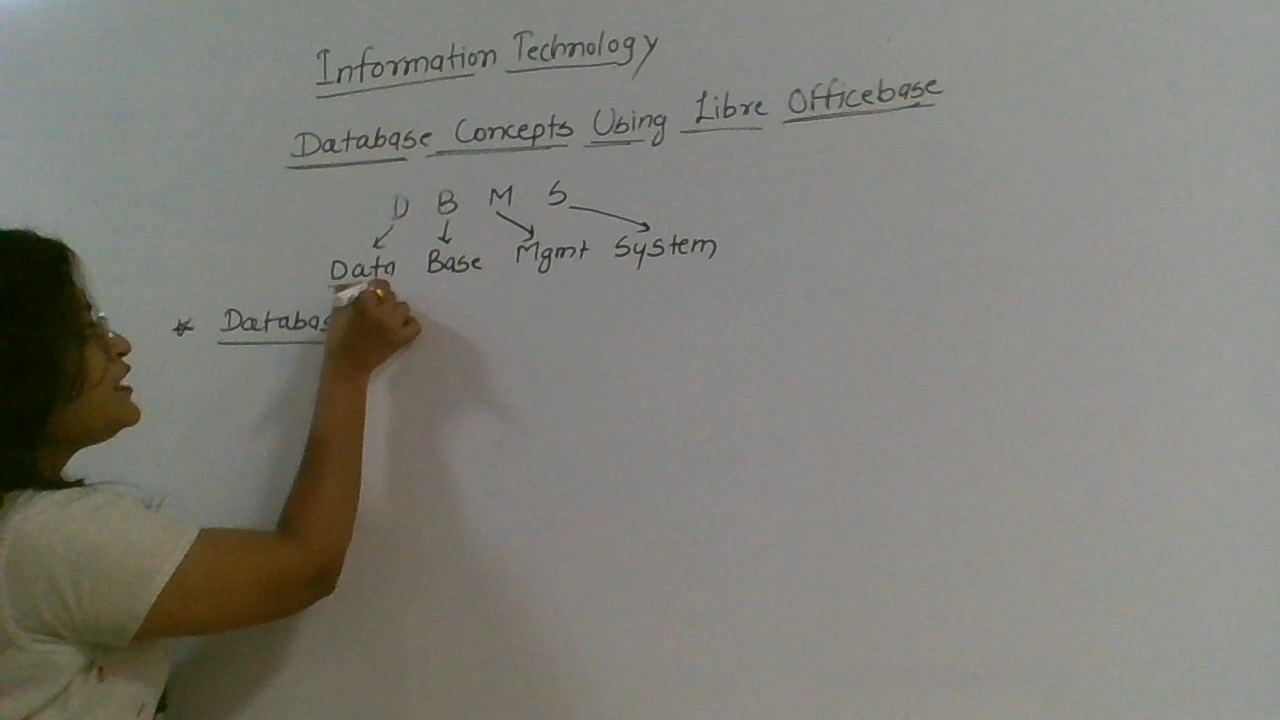 Information Technology
Database Concepts Using Libre Officebase
D B M S
Data Base Mgmt System
* Databas